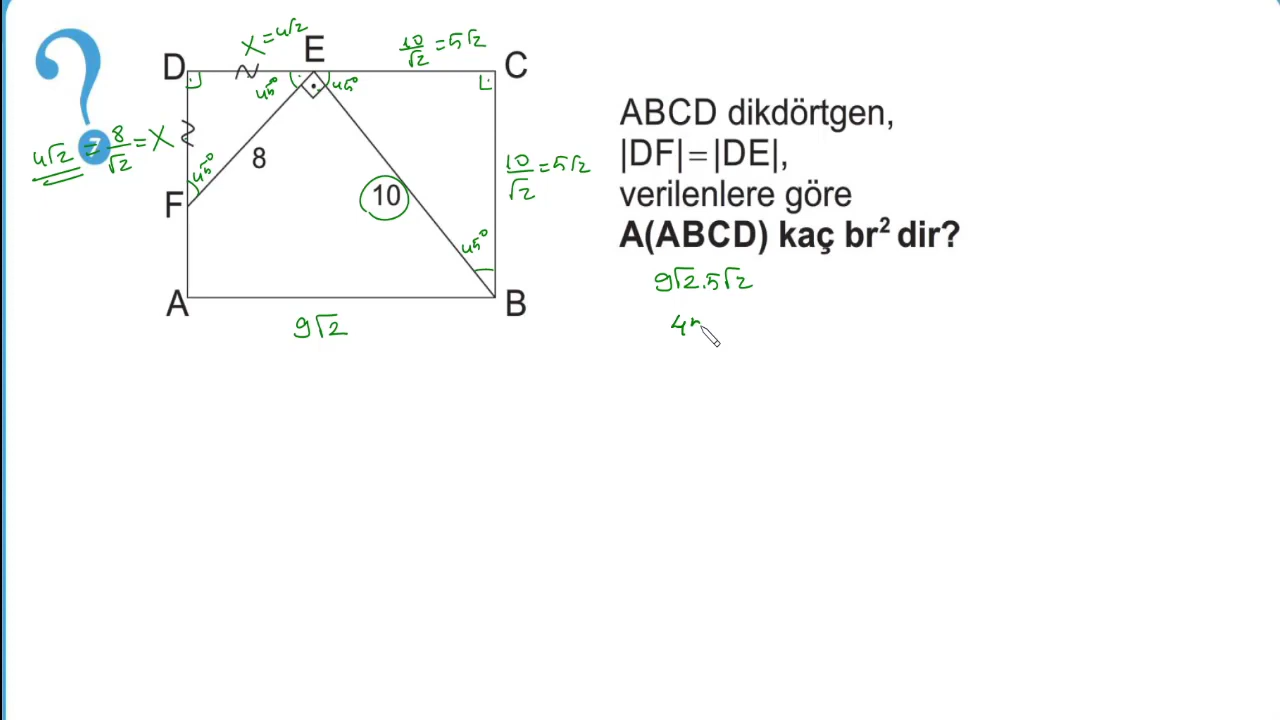 x = 4√2
10/√2 = 5√2
D
E
C
45°
45°
4√2 = 8/√2 = x
?
45°
8
10/√2 = 5√2
F
10
45°
A
B
9√2
ABCD dikdörtgen,
|DF|=|DE|,
verilenlere göre
A(ABCD) kaç br² dir?
9√2.5√2